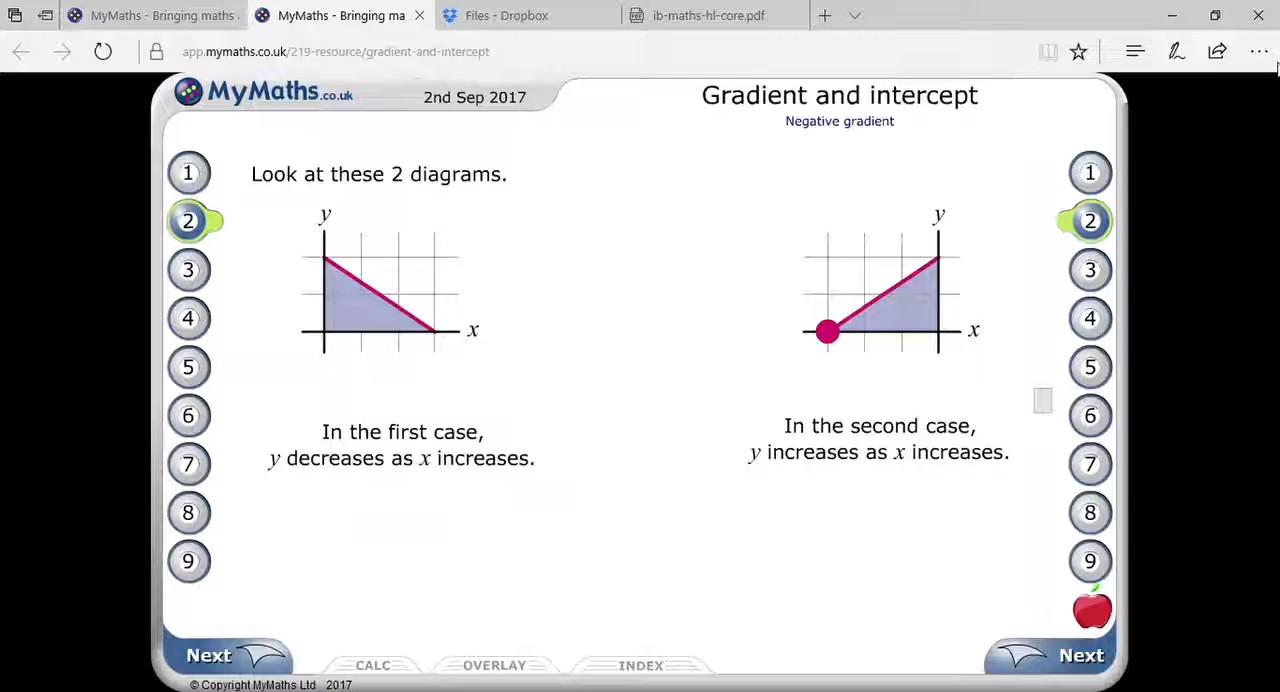 MyMaths - Bringing maths
MyMaths - Bringing ma
Files - Dropbox
ib-maths-hl-core.pdf
app.mymaths.co.uk/219-resource/gradient-and-intercept
MyMaths.co.uk
2nd Sep 2017
Gradient and intercept
Negative gradient
Look at these 2 diagrams.
y
x
y
x
In the first case,
y decreases as x increases.
In the second case,
y increases as x increases.
1
2
3
4
5
6
7
8
9
1
2
3
4
5
6
7
8
9
Next
CALC
OVERLAY
INDEX
Next
© Copyright MyMaths Ltd 2017